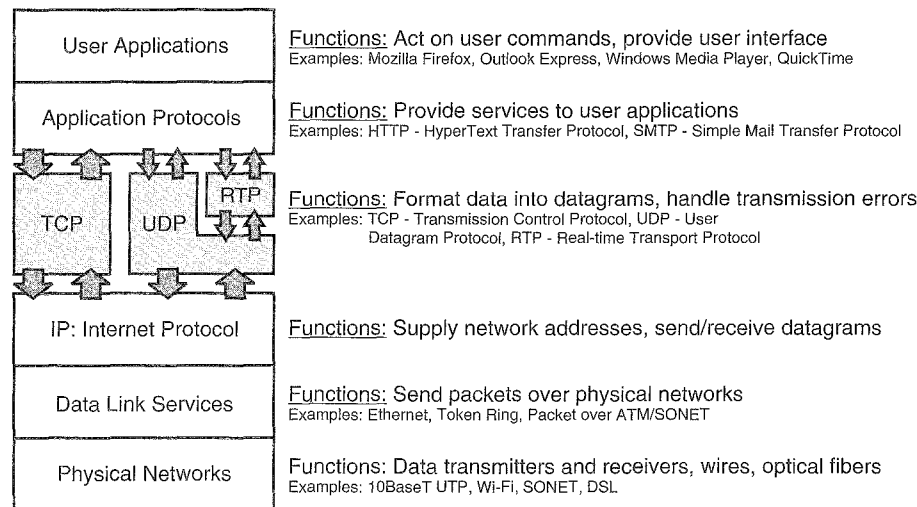 User Applications
Functions: Act on user commands, provide user interface
Examples: Mozilla Firefox, Outlook Express, Windows Media Player, QuickTime
Application Protocols
Functions: Provide services to user applications
Examples: HTTP - HyperText Transfer Protocol, SMTP - Simple Mail Transfer Protocol
TCP
UDP
RTP
Functions: Format data into datagrams, handle transmission errors
Examples: TCP - Transmission Control Protocol, UDP - User
Datagram Protocol, RTP - Real-time Transport Protocol
IP: Internet Protocol
Functions: Supply network addresses, send/receive datagrams
Data Link Services
Functions: Send packets over physical networks
Examples: Ethernet, Token Ring, Packet over ATM/SONET
Physical Networks
Functions: Data transmitters and receivers, wires, optical fibers
Examples: 10BaseT UTP, Wi-Fi, SONET, DSL